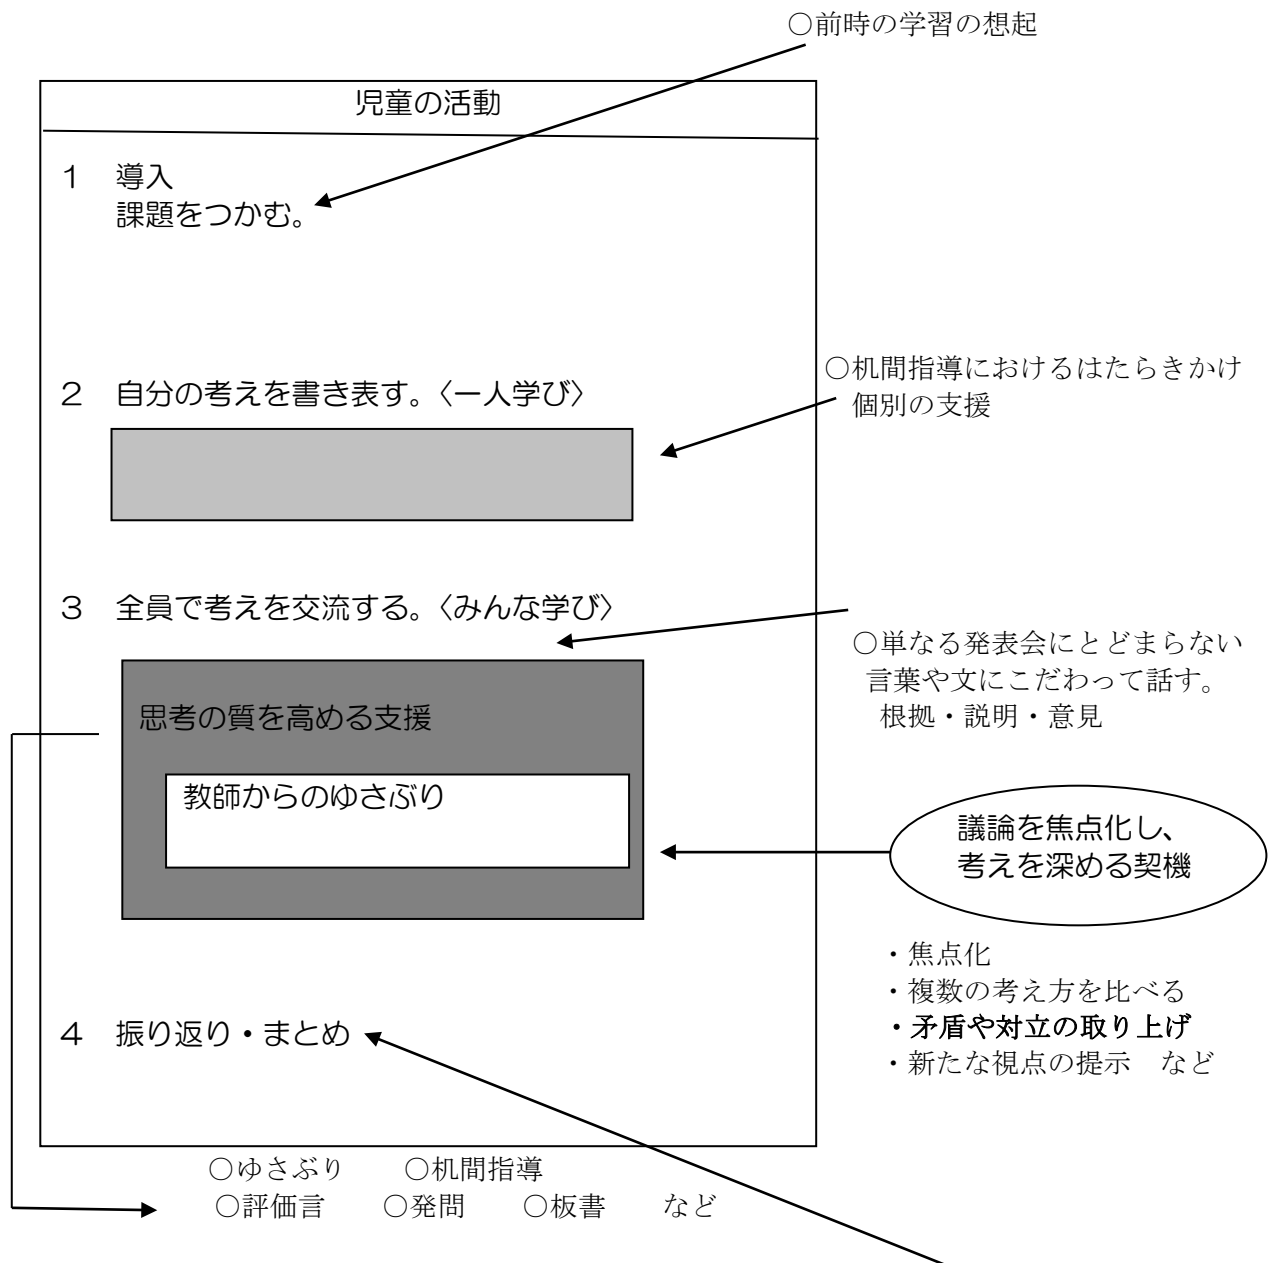 ○前時の学習の想起
児童の活動
１　導入
課題をつかむ。
○机間指導におけるはたらきかけ
個別の支援
２　自分の考えを書き表す。〈一人学び〉
３　全員で考えを交流する。〈みんな学び〉
○単なる発表会にとどまらない
言葉や文にこだわって話す。
根拠・説明・意見
思考の質を高める支援
教師からのゆさぶり
議論を焦点化し、
考えを深める契機
・焦点化
・複数の考え方を比べる
・矛盾や対立の取り上げ
・新たな視点の提示　など
４　振り返り・まとめ
○ゆさぶり　　○机間指導
○評価言　　○発問　　○板書　　など